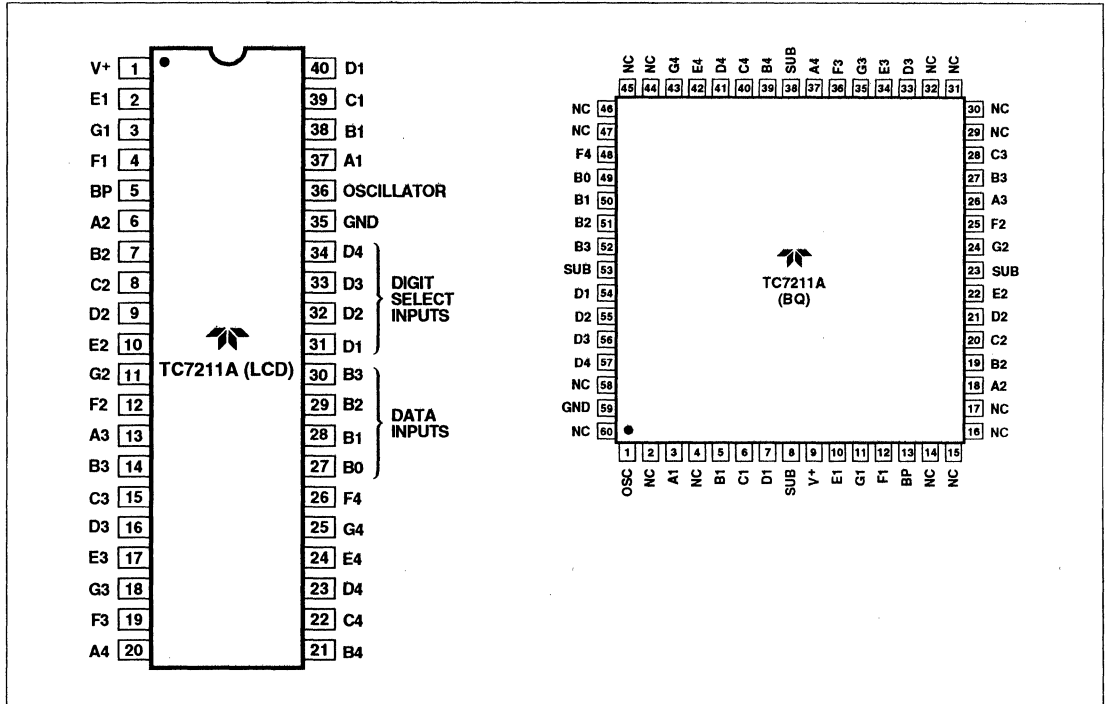 V+ 1 40 D1
E1 2 39 C1
G1 3 38 B1
F1 4 37 A1
BP 5 36 OSCILLATOR
A2 6 35 GND
B2 7 34 D4
C2 8 33 D3
D2 9 32 D2
E2 10 31 D1
DIGIT
SELECT
INPUTS
G2 11 TC7211A (LCD) 30 B3
F2 12 29 B2
A3 13 28 B1
B3 14 27 B0
DATA
INPUTS
C3 15 26 F4
D3 16 25 G4
E3 17 24 E4
G3 18 23 D4
F3 19 22 C4
A4 20 21 B4
NC NC G4 E4 D4 C4 B4 SUB A4 F3 G3 E3 D3 NC NC
45 44 43 42 41 40 39 38 37 36 35 34 33 32 31
NC 46 30 NC
NC 47 29 NC
F4 48 28 C3
B0 49 27 B3
B1 50 26 A3
B2 51 25 F2
B3 52 24 G2
SUB 53 23 SUB
D1 54 22 E2
D2 55 21 D2
D3 56 20 C2
D4 57 19 B2
NC 58 18 A2
GND 59 17 NC
NC 60 16 NC
TC7211A
(BQ)
1 2 3 4 5 6 7 8 9 10 11 12 13 14 15
OSC NC A1 NC B1 C1 D1 SUB V+ E1 G1 F1 BP NC NC